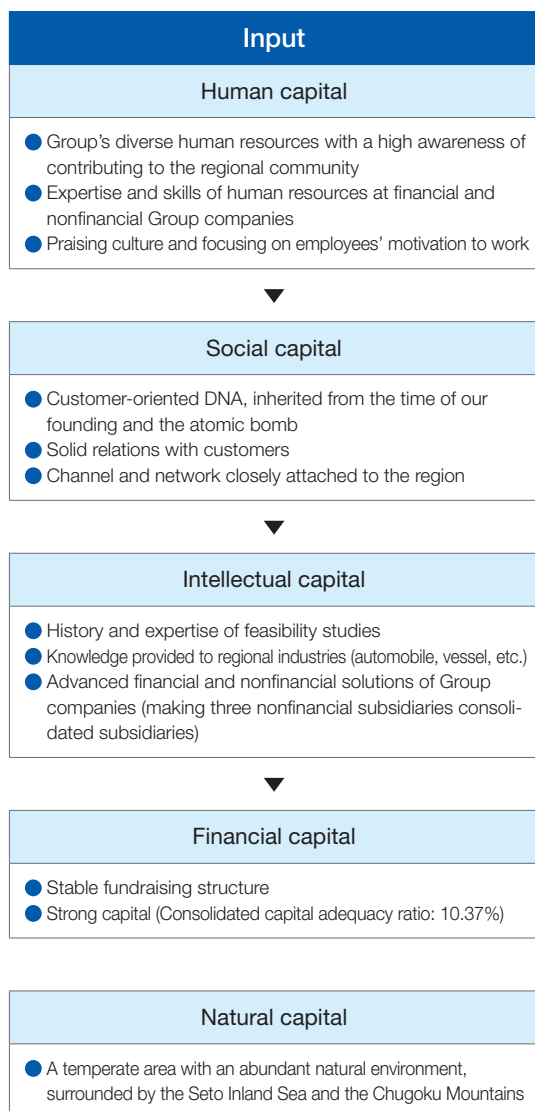 Input
Human capital
● Group's diverse human resources with a high awareness of
contributing to the regional community
● Expertise and skills of human resources at financial and
nonfinancial Group companies
● Praising culture and focusing on employees' motivation to work
▼
Social capital
● Customer-oriented DNA, inherited from the time of our
founding and the atomic bomb
● Solid relations with customers
● Channel and network closely attached to the region
▼
Intellectual capital
● History and expertise of feasibility studies
● Knowledge provided to regional industries (automobile, vessel, etc.)
● Advanced financial and nonfinancial solutions of Group
companies (making three nonfinancial subsidiaries consoli-
dated subsidiaries)
▼
Financial capital
● Stable fundraising structure
● Strong capital (Consolidated capital adequacy ratio: 10.37%)
Natural capital
● A temperate area with an abundant natural environment,
surrounded by the Seto Inland Sea and the Chugoku Mountains